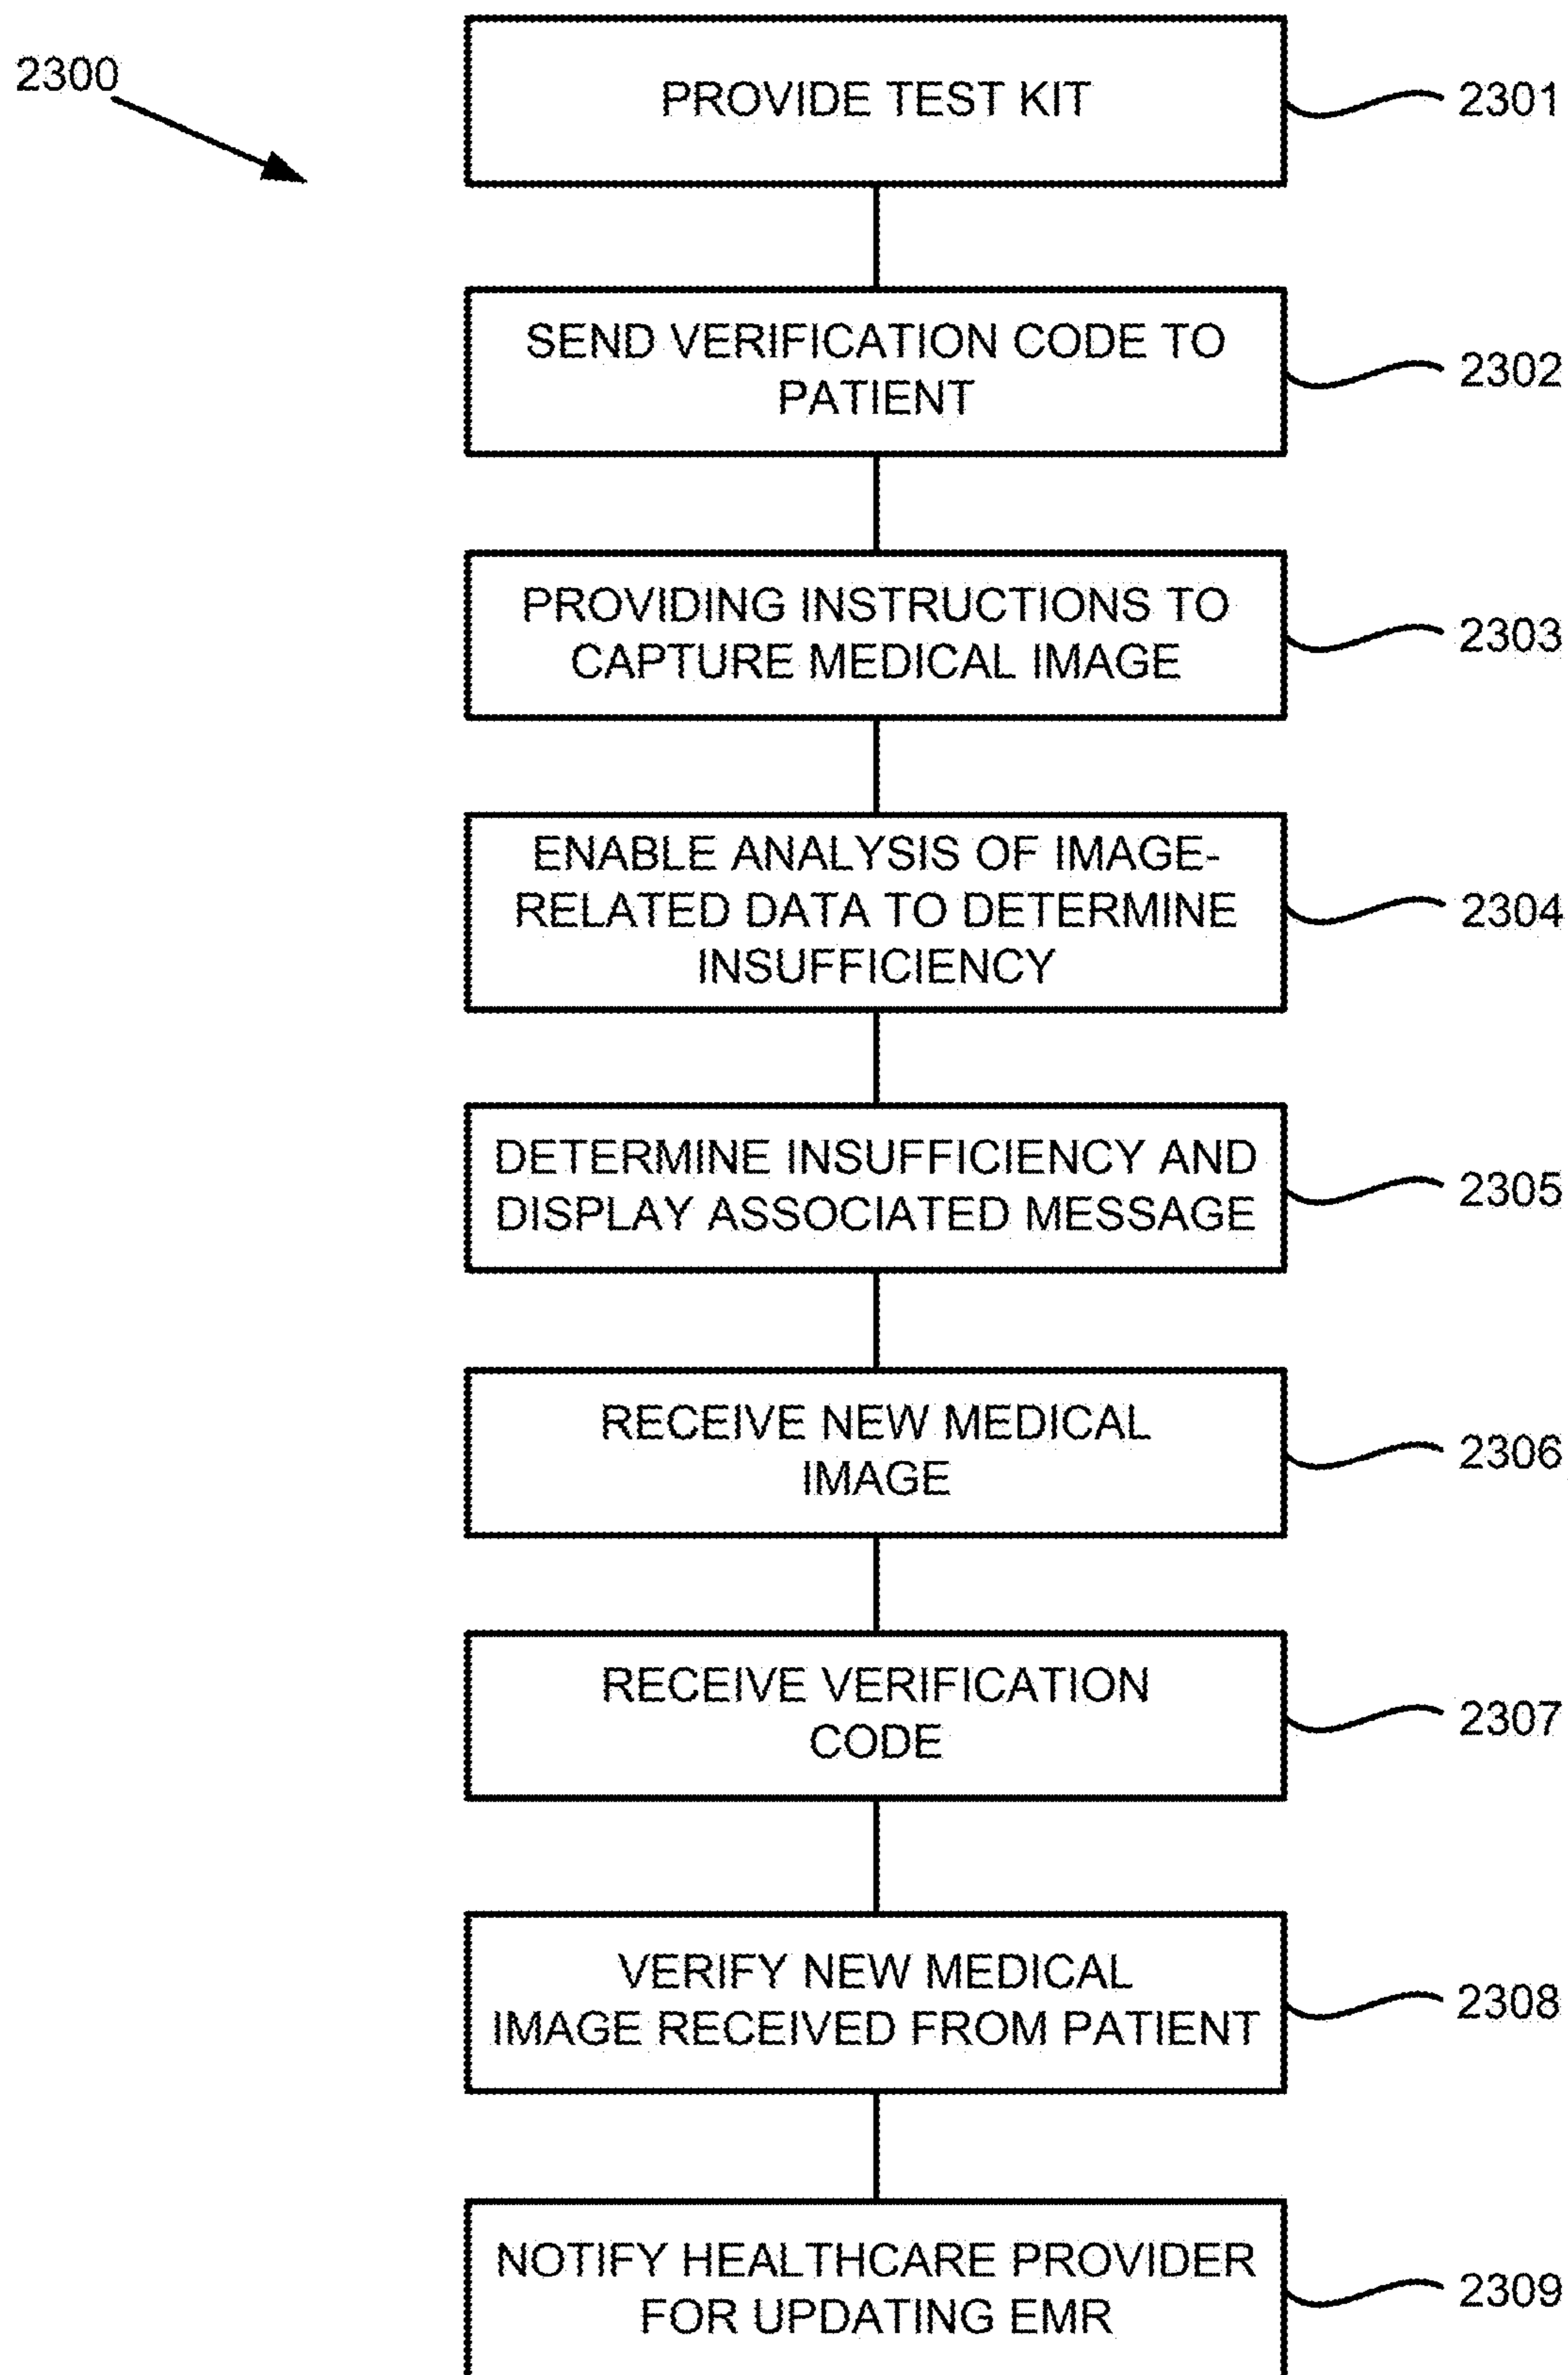 2300
PROVIDE TEST KIT
2301
SEND VERIFICATION CODE TO
PATIENT
2302
PROVIDING INSTRUCTIONS TO
CAPTURE MEDICAL IMAGE
2303
ENABLE ANALYSIS OF IMAGE-
RELATED DATA TO DETERMINE
INSUFFICIENCY
2304
DETERMINE INSUFFICIENCY AND
DISPLAY ASSOCIATED MESSAGE
2305
RECEIVE NEW MEDICAL
IMAGE
2306
RECEIVE VERIFICATION
CODE
2307
VERIFY NEW MEDICAL
IMAGE RECEIVED FROM PATIENT
2308
NOTIFY HEALTHCARE PROVIDER
FOR UPDATING EMR
2309